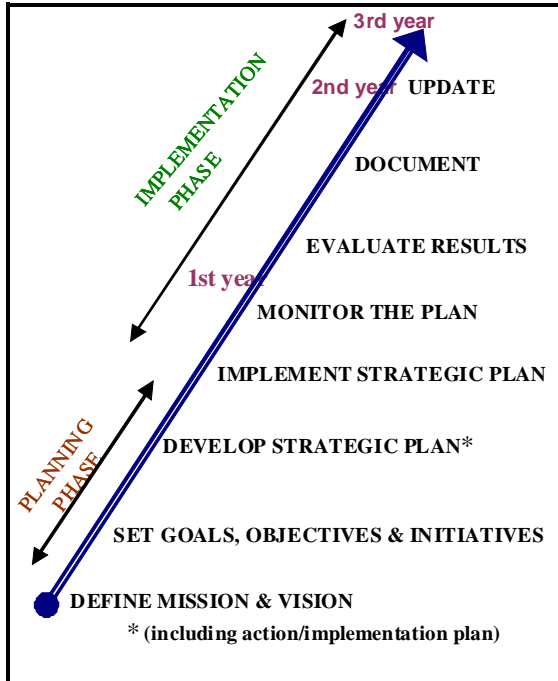 3rd year
2nd year UPDATE
IMPLEMENTATION
PHASE
DOCUMENT
EVALUATE RESULTS
1st year
MONITOR THE PLAN
IMPLEMENT STRATEGIC PLAN
PLANNING
PHASE
DEVELOP STRATEGIC PLAN*
SET GOALS, OBJECTIVES & INITIATIVES
DEFINE MISSION & VISION
* (including action/implementation plan)